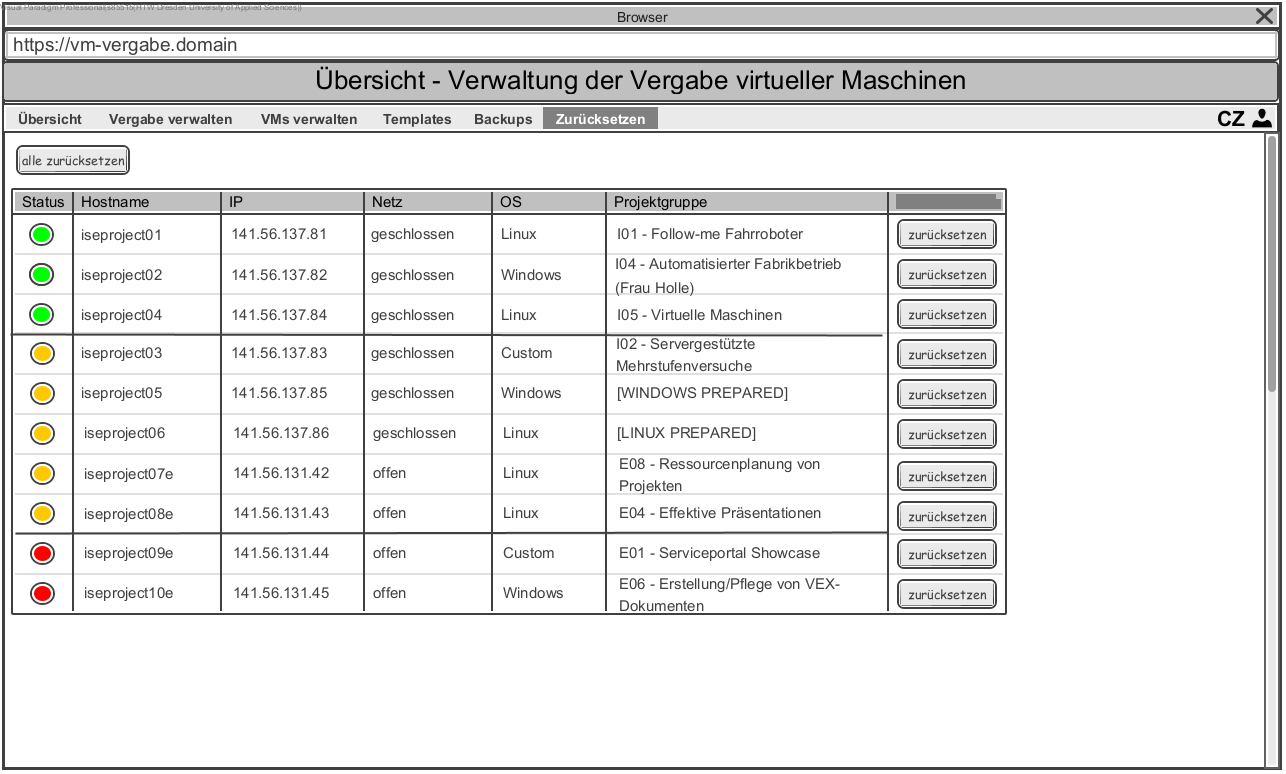 Visual Paradigm Professional(s85515(HTW Dresden University of Applied Sciences))
Browser
https://vm-vergabe.domain
Übersicht - Verwaltung der Vergabe virtueller Maschinen
Übersicht Vergabe verwalten VMs verwalten Templates Backups Zurücksetzen CZ
alle zurücksetzen
Status Hostname IP Netz OS Projektgruppe
iseproject01 141.56.137.81 geschlossen Linux I01 - Follow-me Fahrroboter zurücksetzen
iseproject02 141.56.137.82 geschlossen Windows I04 - Automatisierter Fabrikbetrieb zurücksetzen
(Frau Holle)
iseproject04 141.56.137.84 geschlossen Linux I05 - Virtuelle Maschinen zurücksetzen
iseproject03 141.56.137.83 geschlossen Custom I02 - Servergestützte zurücksetzen
Mehrstufenversuche
iseproject05 141.56.137.85 geschlossen Windows [WINDOWS PREPARED] zurücksetzen
iseproject06 141.56.137.86 geschlossen Linux [LINUX PREPARED] zurücksetzen
iseproject07e 141.56.131.42 offen Linux E08 - Ressourcenplanung von zurücksetzen
Projekten
iseproject08e 141.56.131.43 offen Linux E04 - Effektive Präsentationen zurücksetzen
iseproject09e 141.56.131.44 offen Custom E01 - Serviceportal Showcase zurücksetzen
iseproject10e 141.56.131.45 offen Windows E06 - Erstellung/Pflege von VEX- zurücksetzen
Dokumenten